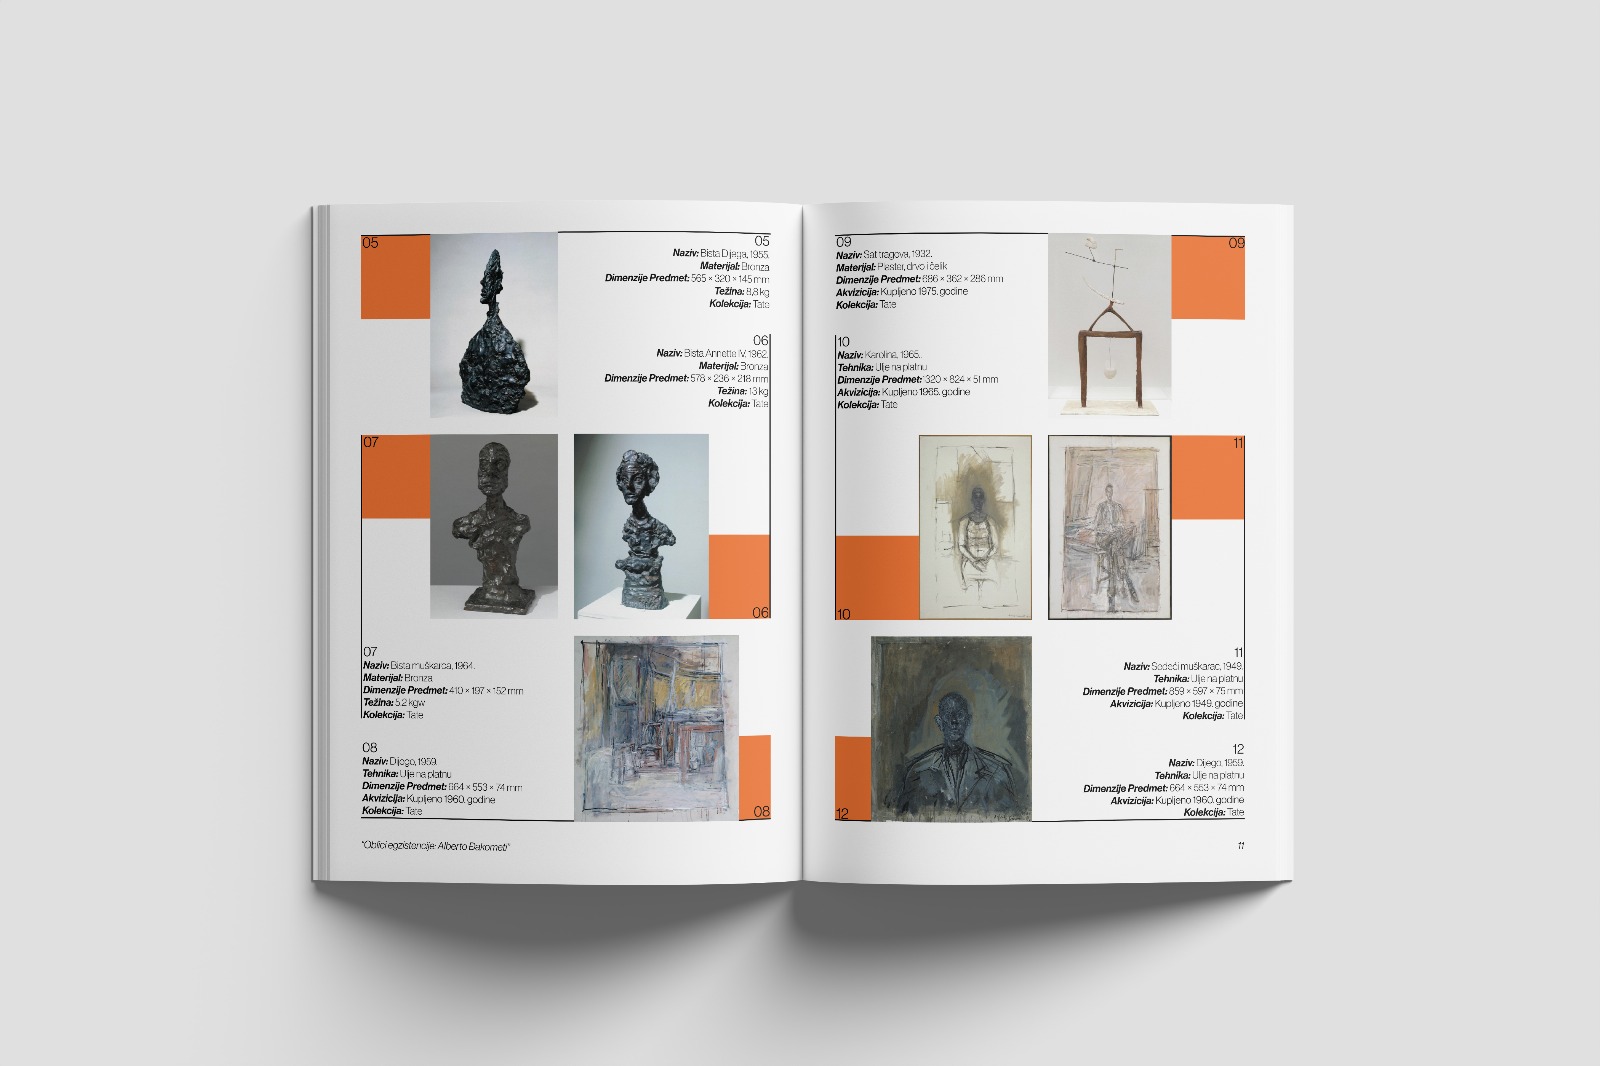 05
05
Naziv: Bista Dijega, 1955.
Materijal: Bronza
Dimenzije Predmet: 565 × 320 × 145 mm
Težina: 8,8 kg
Kolekcija: Tate
06
Naziv: Bista Annette IV, 1962.
Materijal: Bronza
Dimenzije Predmet: 578 × 236 × 218 mm
Težina: 13 kg
Kolekcija: Tate
07
06
07
Naziv: Bista muškarca, 1964.
Materijal: Bronza
Dimenzije Predmet: 410 × 197 × 152 mm
Težina: 5.2 kgw
Kolekcija: Tate
08
Naziv: Dijego, 1959.
Tehnika: Ulje na platnu
Dimenzije Predmet: 664 × 553 × 74 mm
Akvizicija: Kupljeno 1960. godine
Kolekcija: Tate
08
"Oblici egzistencije: Alberto Đakometi"
09
Naziv: Sat tragova, 1932.
Materijal: Plaster, drvo i čelik
Dimenzije Predmet: 686 × 362 × 286 mm
Akvizicija: Kupljeno 1975. godine
Kolekcija: Tate
09
10
Naziv: Karolina, 1965.
Tehnika: Ulje na platnu
Dimenzije Predmet: 1320 × 824 × 51 mm
Akvizicija: Kupljeno 1965. godine
Kolekcija: Tate
11
10
11
Naziv: Sedeći muškarac, 1949.
Tehnika: Ulje na platnu
Dimenzije Predmet: 859 × 597 × 75 mm
Akvizicija: Kupljeno 1949. godine
Kolekcija: Tate
12
Naziv: Dijego, 1959.
Tehnika: Ulje na platnu
Dimenzije Predmet: 664 × 553 × 74 mm
Akvizicija: Kupljeno 1960. godine
Kolekcija: Tate
12
11